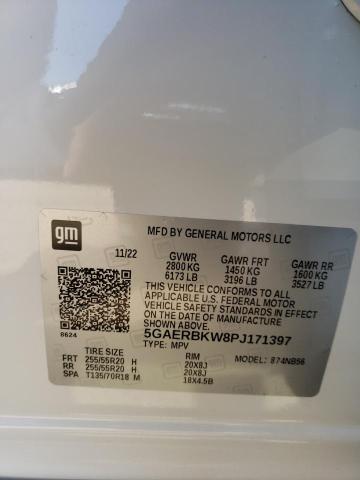 gm
MFD BY GENERAL MOTORS LLC
11/22 GVWR GAWR FRT GAWR RR
2800 KG 1450 KG 1600 KG
6173 LB 3196 LB 3527 LB
THIS VEHICLE CONFORMS TO ALL
APPLICABLE U.S. FEDERAL MOTOR
VEHICLE SAFETY STANDARDS IN
EFFECT ON THE DATE OF
MANUFACTURE SHOWN ABOVE.
5GAERBKW8PJ171397
8624 TYPE: MPV
TIRE SIZE RIM 874NB56
FRT 255/55R20 H 20X8J
RR 255/55R20 H 20X8J
SPA T135/70R18 M 18X4.5B